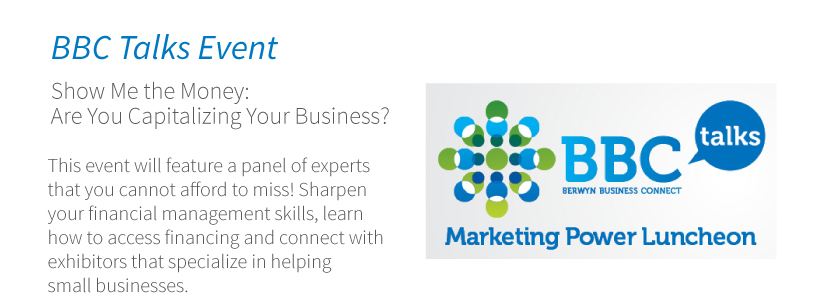 BBC Talks Event
Show Me the Money:
Are You Capitalizing Your Business?
This event will feature a panel of experts
that you cannot afford to miss! Sharpen
your financial management skills, learn
how to access financing and connect with
exhibitors that specialize in helping
small businesses.
talks
BBC
BERWYN BUSINESS CONNECT
Marketing Power Luncheon